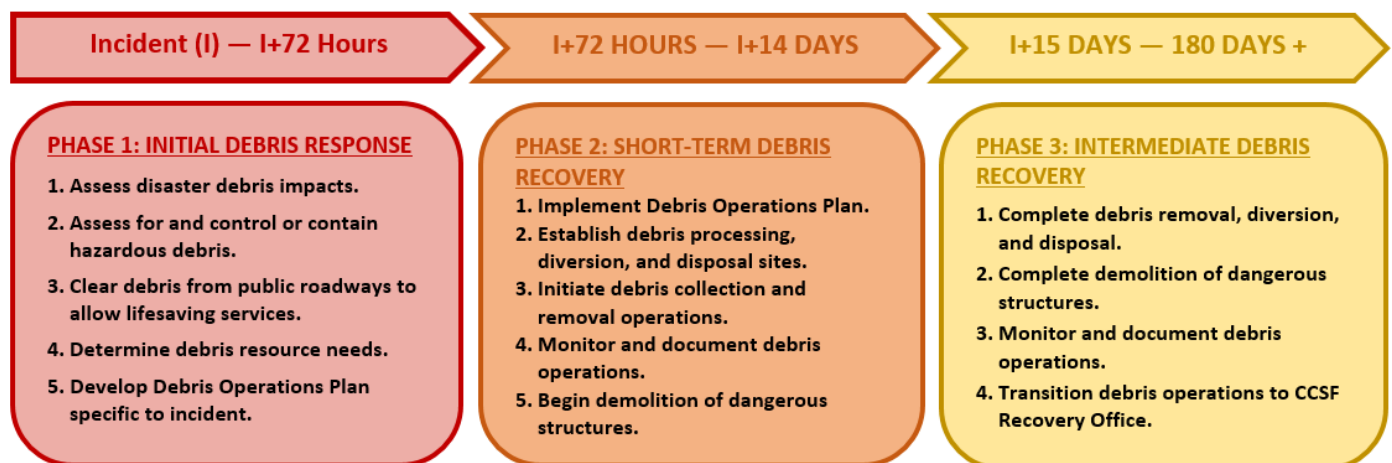 Incident (I) — I+72 Hours
I+72 HOURS — I+14 DAYS
I+15 DAYS — 180 DAYS +
PHASE 1: INITIAL DEBRIS RESPONSE
1. Assess disaster debris impacts.
2. Assess for and control or contain
hazardous debris.
3. Clear debris from public roadways to
allow lifesaving services.
4. Determine debris resource needs.
5. Develop Debris Operations Plan
specific to incident.
PHASE 2: SHORT-TERM DEBRIS
RECOVERY
1. Implement Debris Operations Plan.
2. Establish debris processing,
diversion, and disposal sites.
3. Initiate debris collection and
removal operations.
4. Monitor and document debris
operations.
5. Begin demolition of dangerous
structures.
PHASE 3: INTERMEDIATE DEBRIS
RECOVERY
1. Complete debris removal, diversion,
and disposal.
2. Complete demolition of dangerous
structures.
3. Monitor and document debris
operations.
4. Transition debris operations to CCSF
Recovery Office.